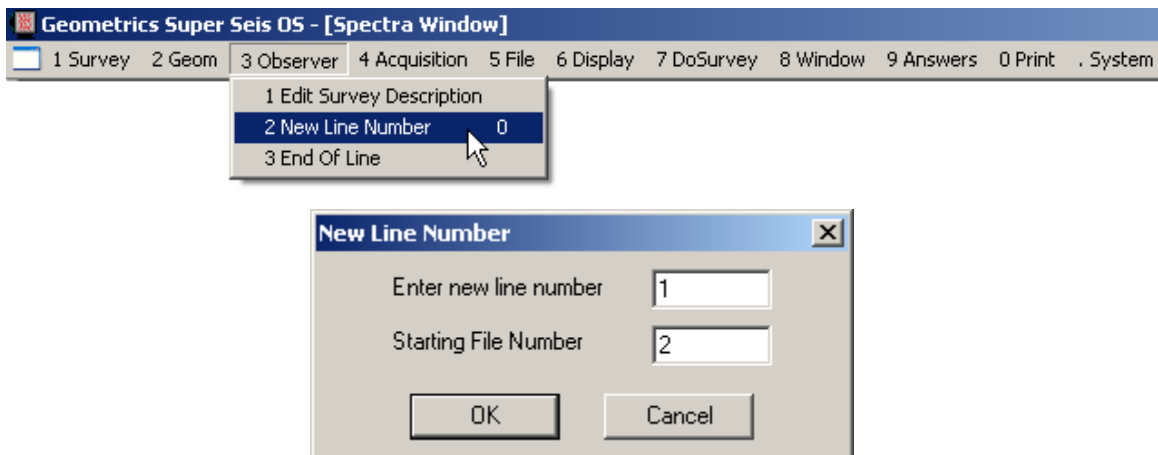 Geometrics Super Seis OS - [Spectra Window]
1 Survey 2 Geom 3 Observer 4 Acquisition 5 File 6 Display 7 DoSurvey 8 Window 9 Answers 0 Print . System
1 Edit Survey Description
2 New Line Number 0
3 End Of Line
New Line Number
Enter new line number 1
Starting File Number 2
OK Cancel